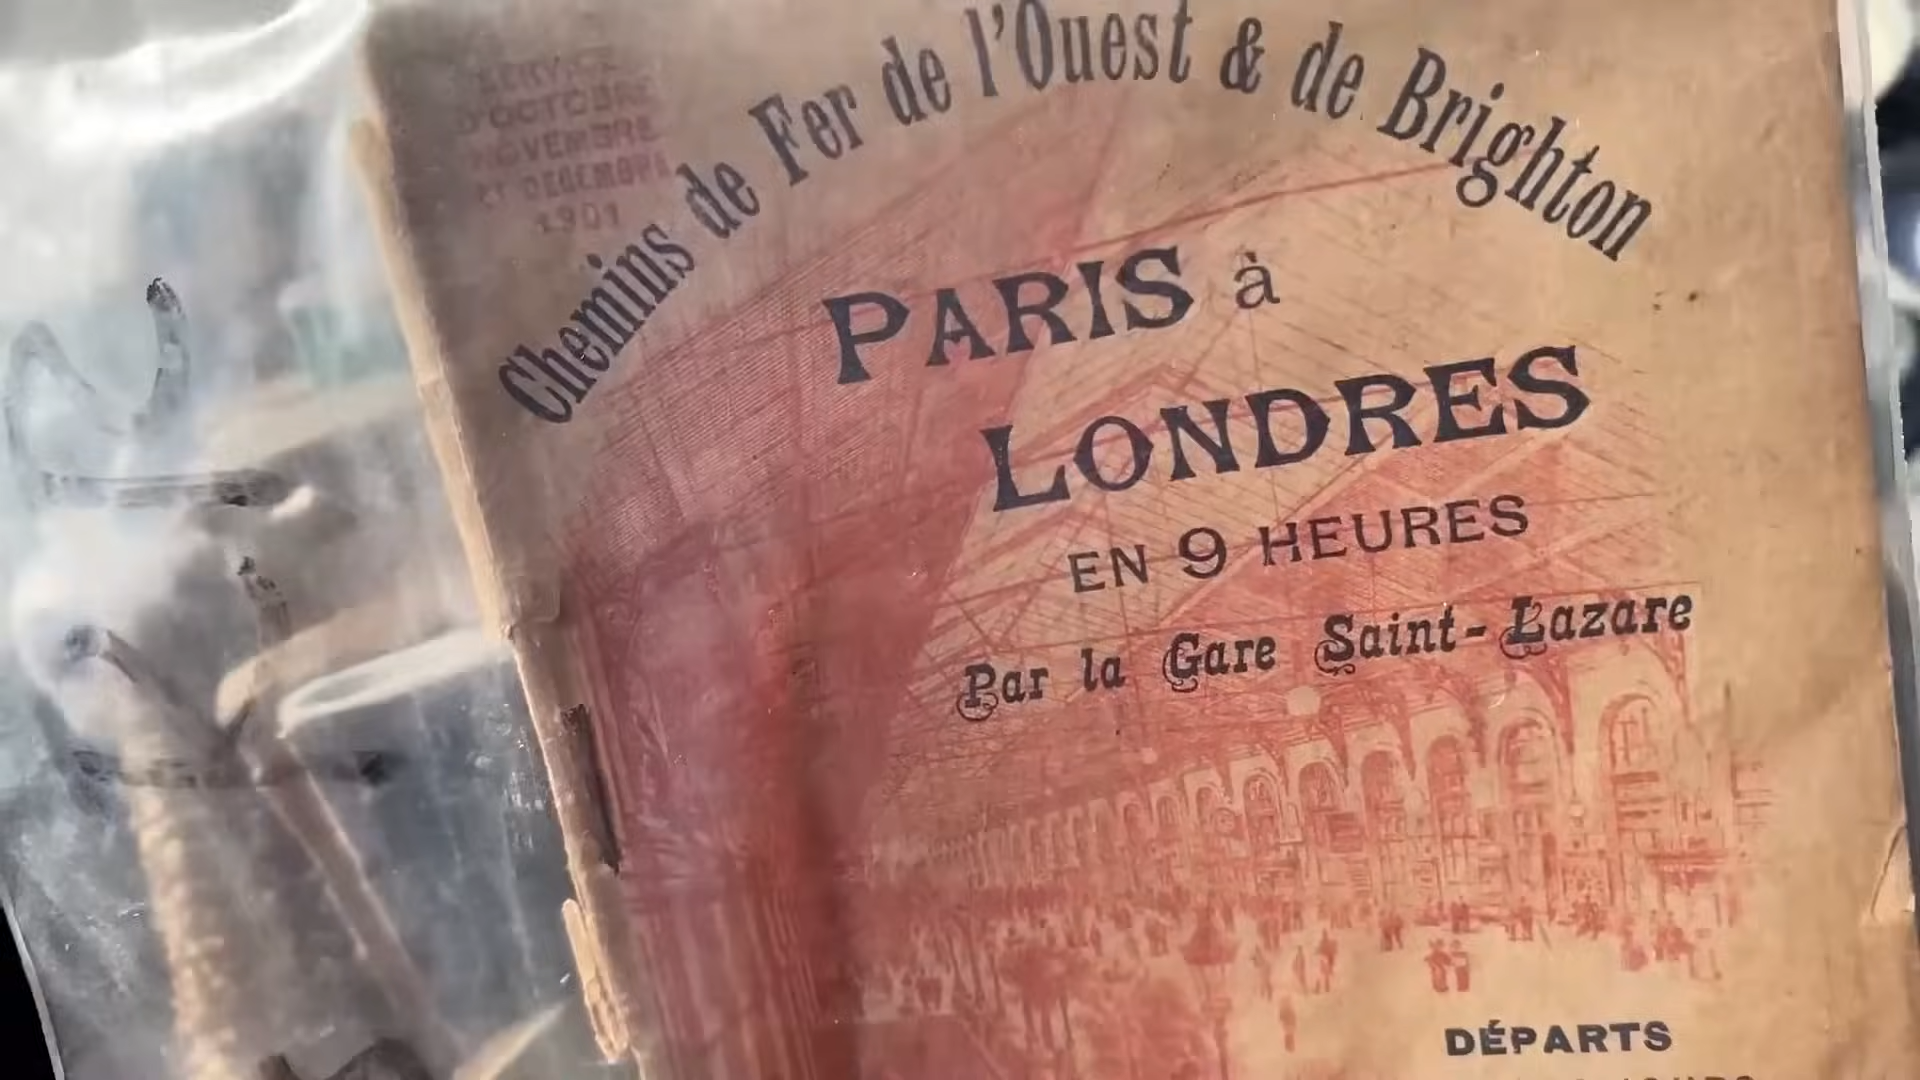 SERVICE
D'OCTOBRE
NOVEMBRE
ET DECEMBRE
1901
Chemins de Fer de l'Ouest & de Brighton
PARIS à
LONDRES
EN 9 HEURES
Par la Gare Saint-Lazare
DÉPARTS